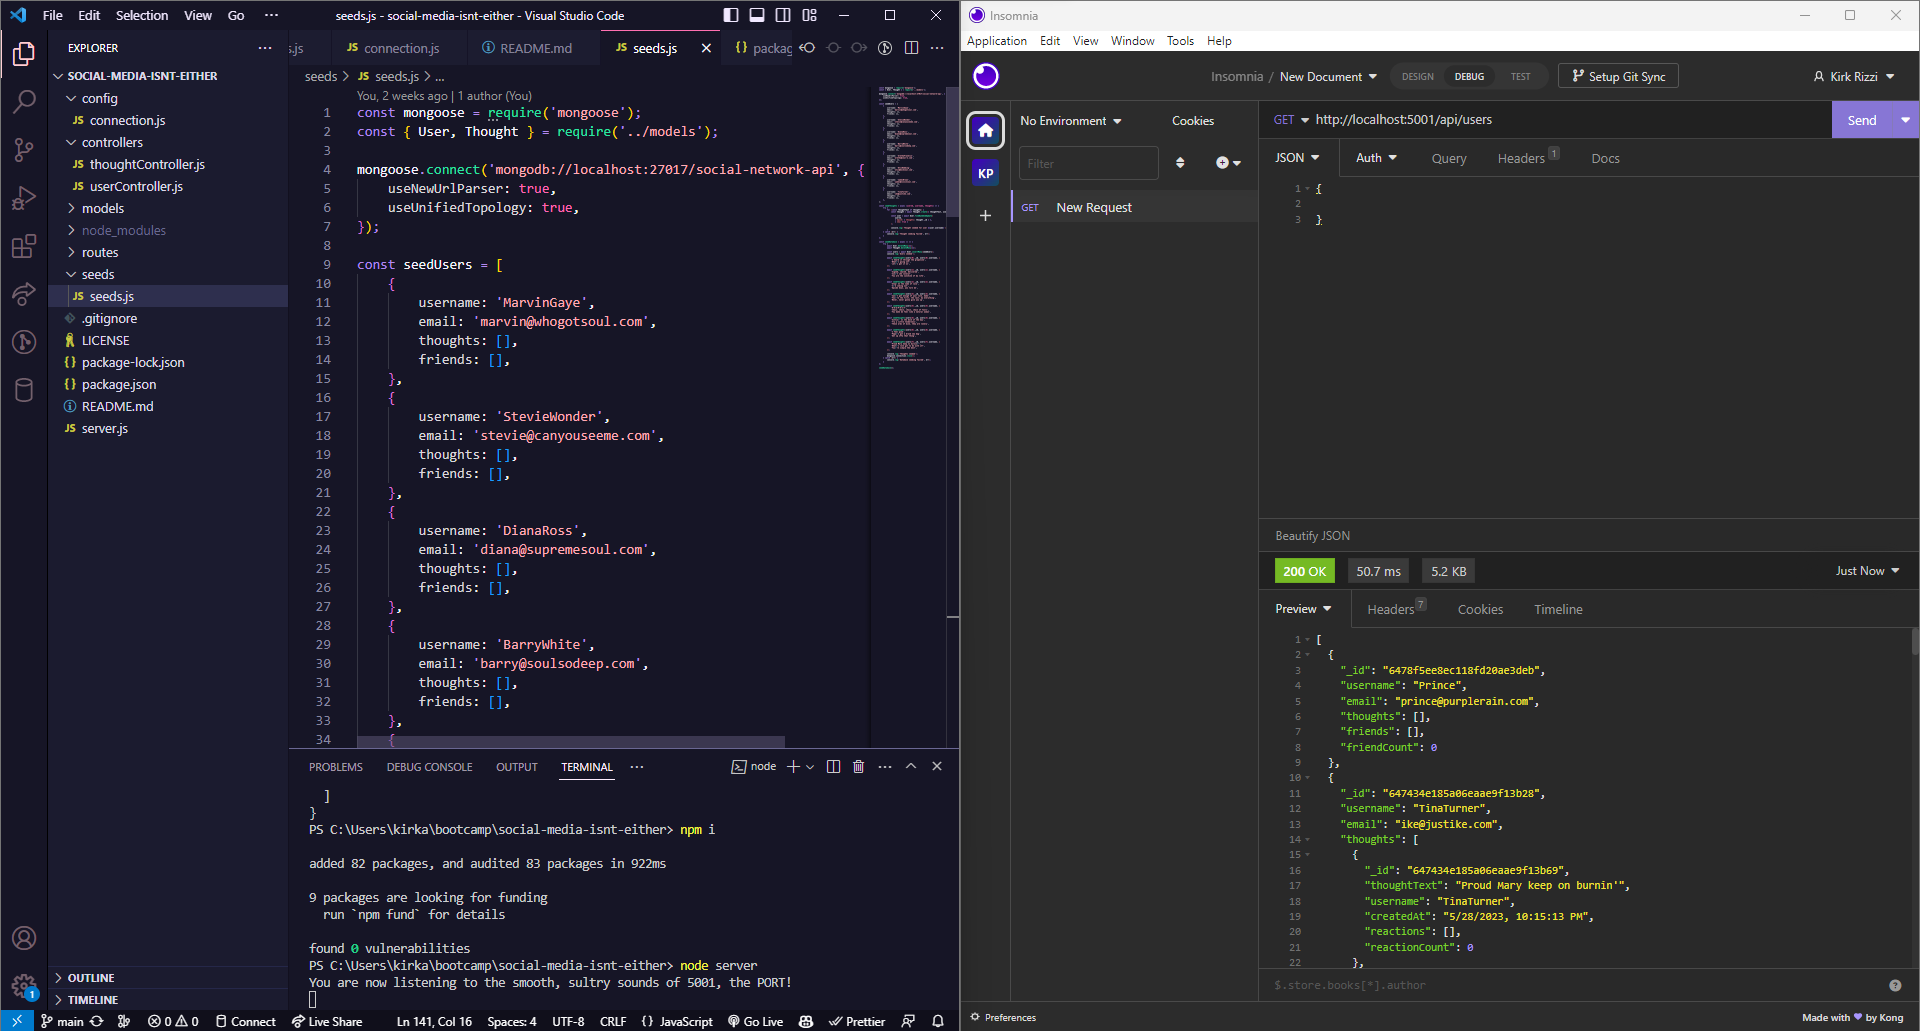 File Edit Selection View Go ··· seeds.js - social-media-isnt-either - Visual Studio Code
EXPLORER
SOCIAL-MEDIA-ISNT-EITHER
config
JS connection.js
controllers
JS thoughtController.js
JS userController.js
models
node_modules
routes
seeds
JS seeds.js
.gitignore
LICENSE
{} package-lock.json
{} package.json
README.md
JS server.js
OUTLINE
TIMELINE
1
s.js JS connection.js README.md JS seeds.js {} packag
seeds > JS seeds.js > ...
You, 2 weeks ago | 1 author (You)
1 const mongoose = require('mongoose');
2 const { User, Thought } = require('../models');
3
4 mongoose.connect('mongodb://localhost:27017/social-network-api', {
5 useNewUrlParser: true,
6 useUnifiedTopology: true,
7 });
8
9 const seedUsers = [
10 {
11 username: 'MarvinGaye',
12 email: 'marvin@whogotsoul.com',
13 thoughts: [],
14 friends: [],
15 },
16 {
17 username: 'StevieWonder',
18 email: 'stevie@canyouseeme.com',
19 thoughts: [],
20 friends: [],
21 },
22 {
23 username: 'DianaRoss',
24 email: 'diana@supremesoul.com',
25 thoughts: [],
26 friends: [],
27 },
28 {
29 username: 'BarryWhite',
30 email: 'barry@soulsodeep.com',
31 thoughts: [],
32 friends: [],
33 },
34 {
PROBLEMS DEBUG CONSOLE OUTPUT TERMINAL ··· node
]
}
PS C:\Users\kirka\bootcamp\social-media-isnt-either> npm i
added 82 packages, and audited 83 packages in 922ms
9 packages are looking for funding
run `npm fund` for details
found 0 vulnerabilities
PS C:\Users\kirka\bootcamp\social-media-isnt-either> node server
You are now listening to the smooth, sultry sounds of 5001, the PORT!
main 0 0 Connect Live Share Ln 141, Col 16 Spaces: 4 UTF-8 CRLF {} JavaScript Go Live Prettier
Insomnia
Application Edit View Window Tools Help
Insomnia / New Document DESIGN DEBUG TEST Setup Git Sync Kirk Rizzi
KP
+
No Environment Cookies
Filter
GET New Request
GET http://localhost:5001/api/users Send
JSON Auth Query Headers 1 Docs
1 {
2
3 }
Beautify JSON
200 OK 50.7 ms 5.2 KB Just Now
Preview Headers 7 Cookies Timeline
1 [
2 {
3 "_id": "6478f5ee8ec118fd20ae3deb",
4 "username": "Prince",
5 "email": "prince@purplerain.com",
6 "thoughts": [],
7 "friends": [],
8 "friendCount": 0
9 },
10 {
11 "_id": "647434e185a06eaae9f13b28",
12 "username": "TinaTurner",
13 "email": "ike@justike.com",
14 "thoughts": [
15 {
16 "_id": "647434e185a06eaae9f13b69",
17 "thoughtText": "Proud Mary keep on burnin'",
18 "username": "TinaTurner",
19 "createdAt": "5/28/2023, 10:15:13 PM",
20 "reactions": [],
21 "reactionCount": 0
22 },
$.store.books[*].author
Preferences
Made with by Kong